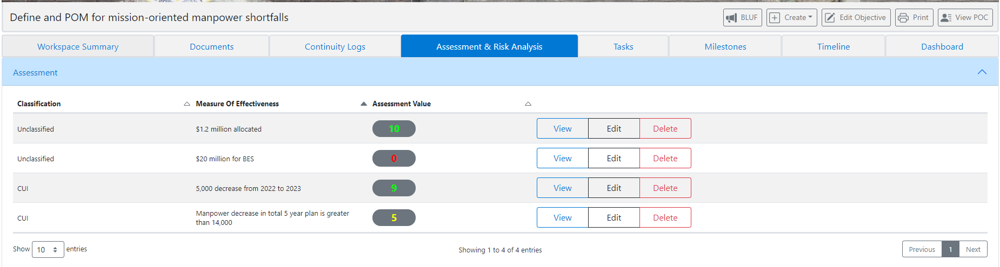 Define and POM for mission-oriented manpower shortfalls
BLUF
Create
Edit Objective
Print
View POC
Workspace Summary
Documents
Continuity Logs
Assessment & Risk Analysis
Tasks
Milestones
Timeline
Dashboard
Assessment
Classification
Measure Of Effectiveness
Assessment Value
Unclassified
$1.2 million allocated
10
View
Edit
Delete
Unclassified
$20 million for BES
0
View
Edit
Delete
CUI
5,000 decrease from 2022 to 2023
9
View
Edit
Delete
CUI
Manpower decrease in total 5 year plan is greater
than 14,000
5
View
Edit
Delete
Show 10 entries
Showing 1 to 4 of 4 entries
Previous
1
Next